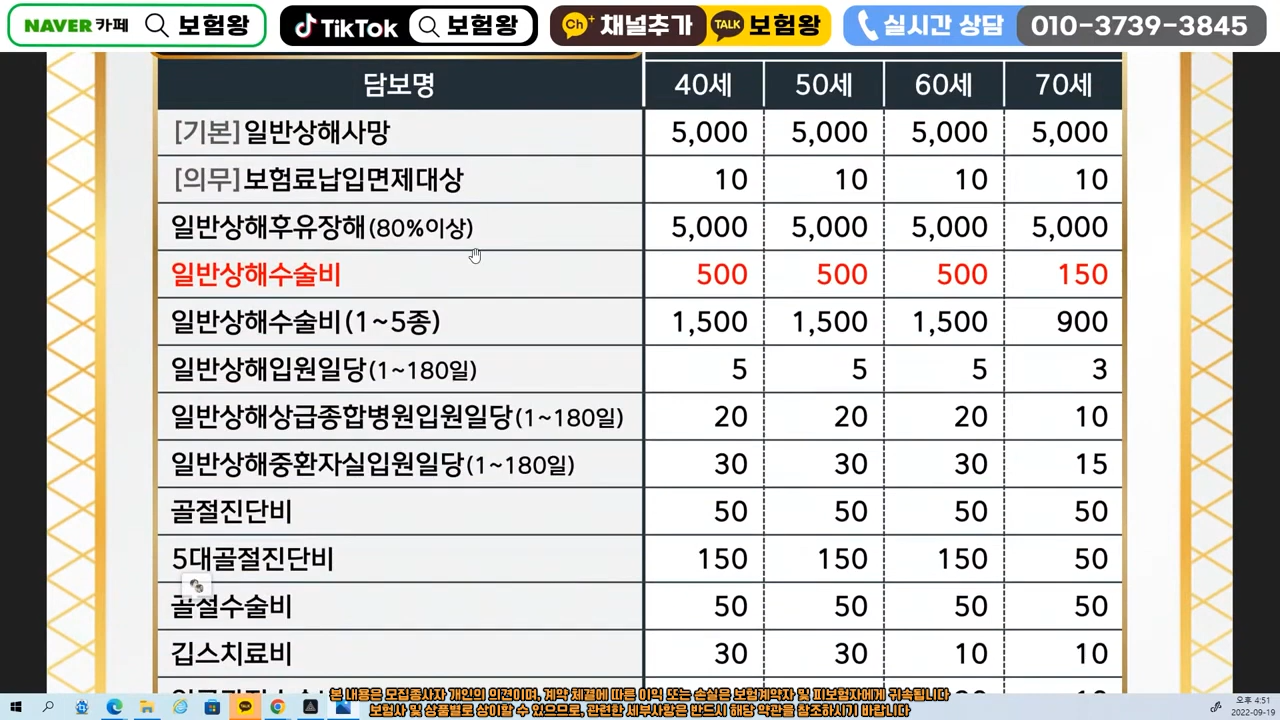 NAVER 카페 보험왕 TikTok 보험왕 Ch+ 채널추가 TALK 보험왕 실시간 상담 010-3739-3845
담보명 40세 50세 60세 70세
[기본]일반상해사망 5,000 5,000 5,000 5,000
[의무]보험료납입면제대상 10 10 10 10
일반상해후유장해(80%이상) 5,000 5,000 5,000 5,000
일반상해수술비 500 500 500 150
일반상해수술비(1~5종) 1,500 1,500 1,500 900
일반상해입원일당(1~180일) 5 5 5 3
일반상해상급종합병원입원일당(1~180일) 20 20 20 10
일반상해중환자실입원일당(1~180일) 30 30 30 15
골절진단비 50 50 50 50
5대골절진단비 150 150 150 50
골절수술비 50 50 50 50
깁스치료비 30 30 10 10
본 내용은 모집종사자 개인의 의견이며, 계약 체결에 따른 이익 또는 손실은 보험계약자 및 피보험자에게 귀속됩니다
보험사 및 상품별로 상이할 수 있으므로, 관련한 세부사항은 반드시 해당 약관을 참조하시기 바랍니다
오후 4:51
2022-09-19